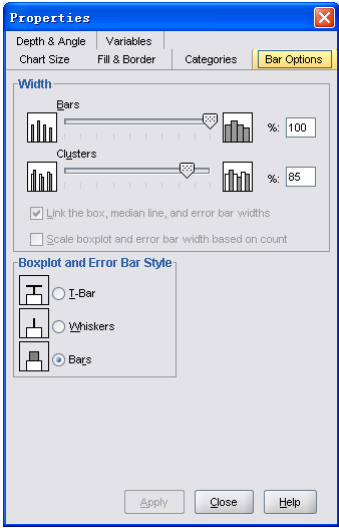 Properties
Depth & Angle Variables
Chart Size Fill & Border Categories Bar Options
Width
Bars
%: 100
Clusters
%: 85
Link the box, median line, and error bar widths
Scale boxplot and error bar width based on count
Boxplot and Error Bar Style
T-Bar
Whiskers
Bars
Apply Close Help